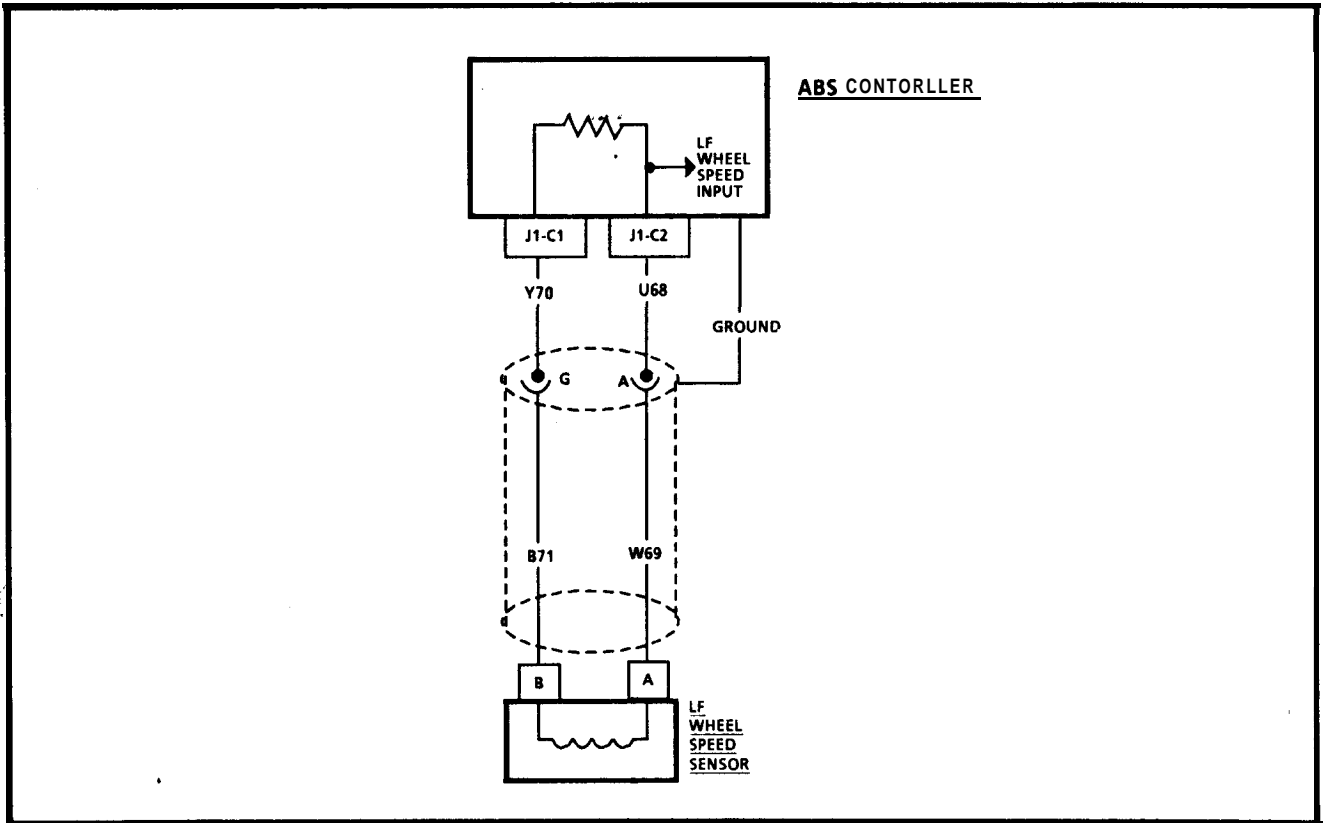 ABS CONTORLLER
LF
WHEEL
SPEED
INPUT
J1-C1 J1-C2
Y70 U68
GROUND
G A
B71 W69
B A
LF
WHEEL
SPEED
SENSOR